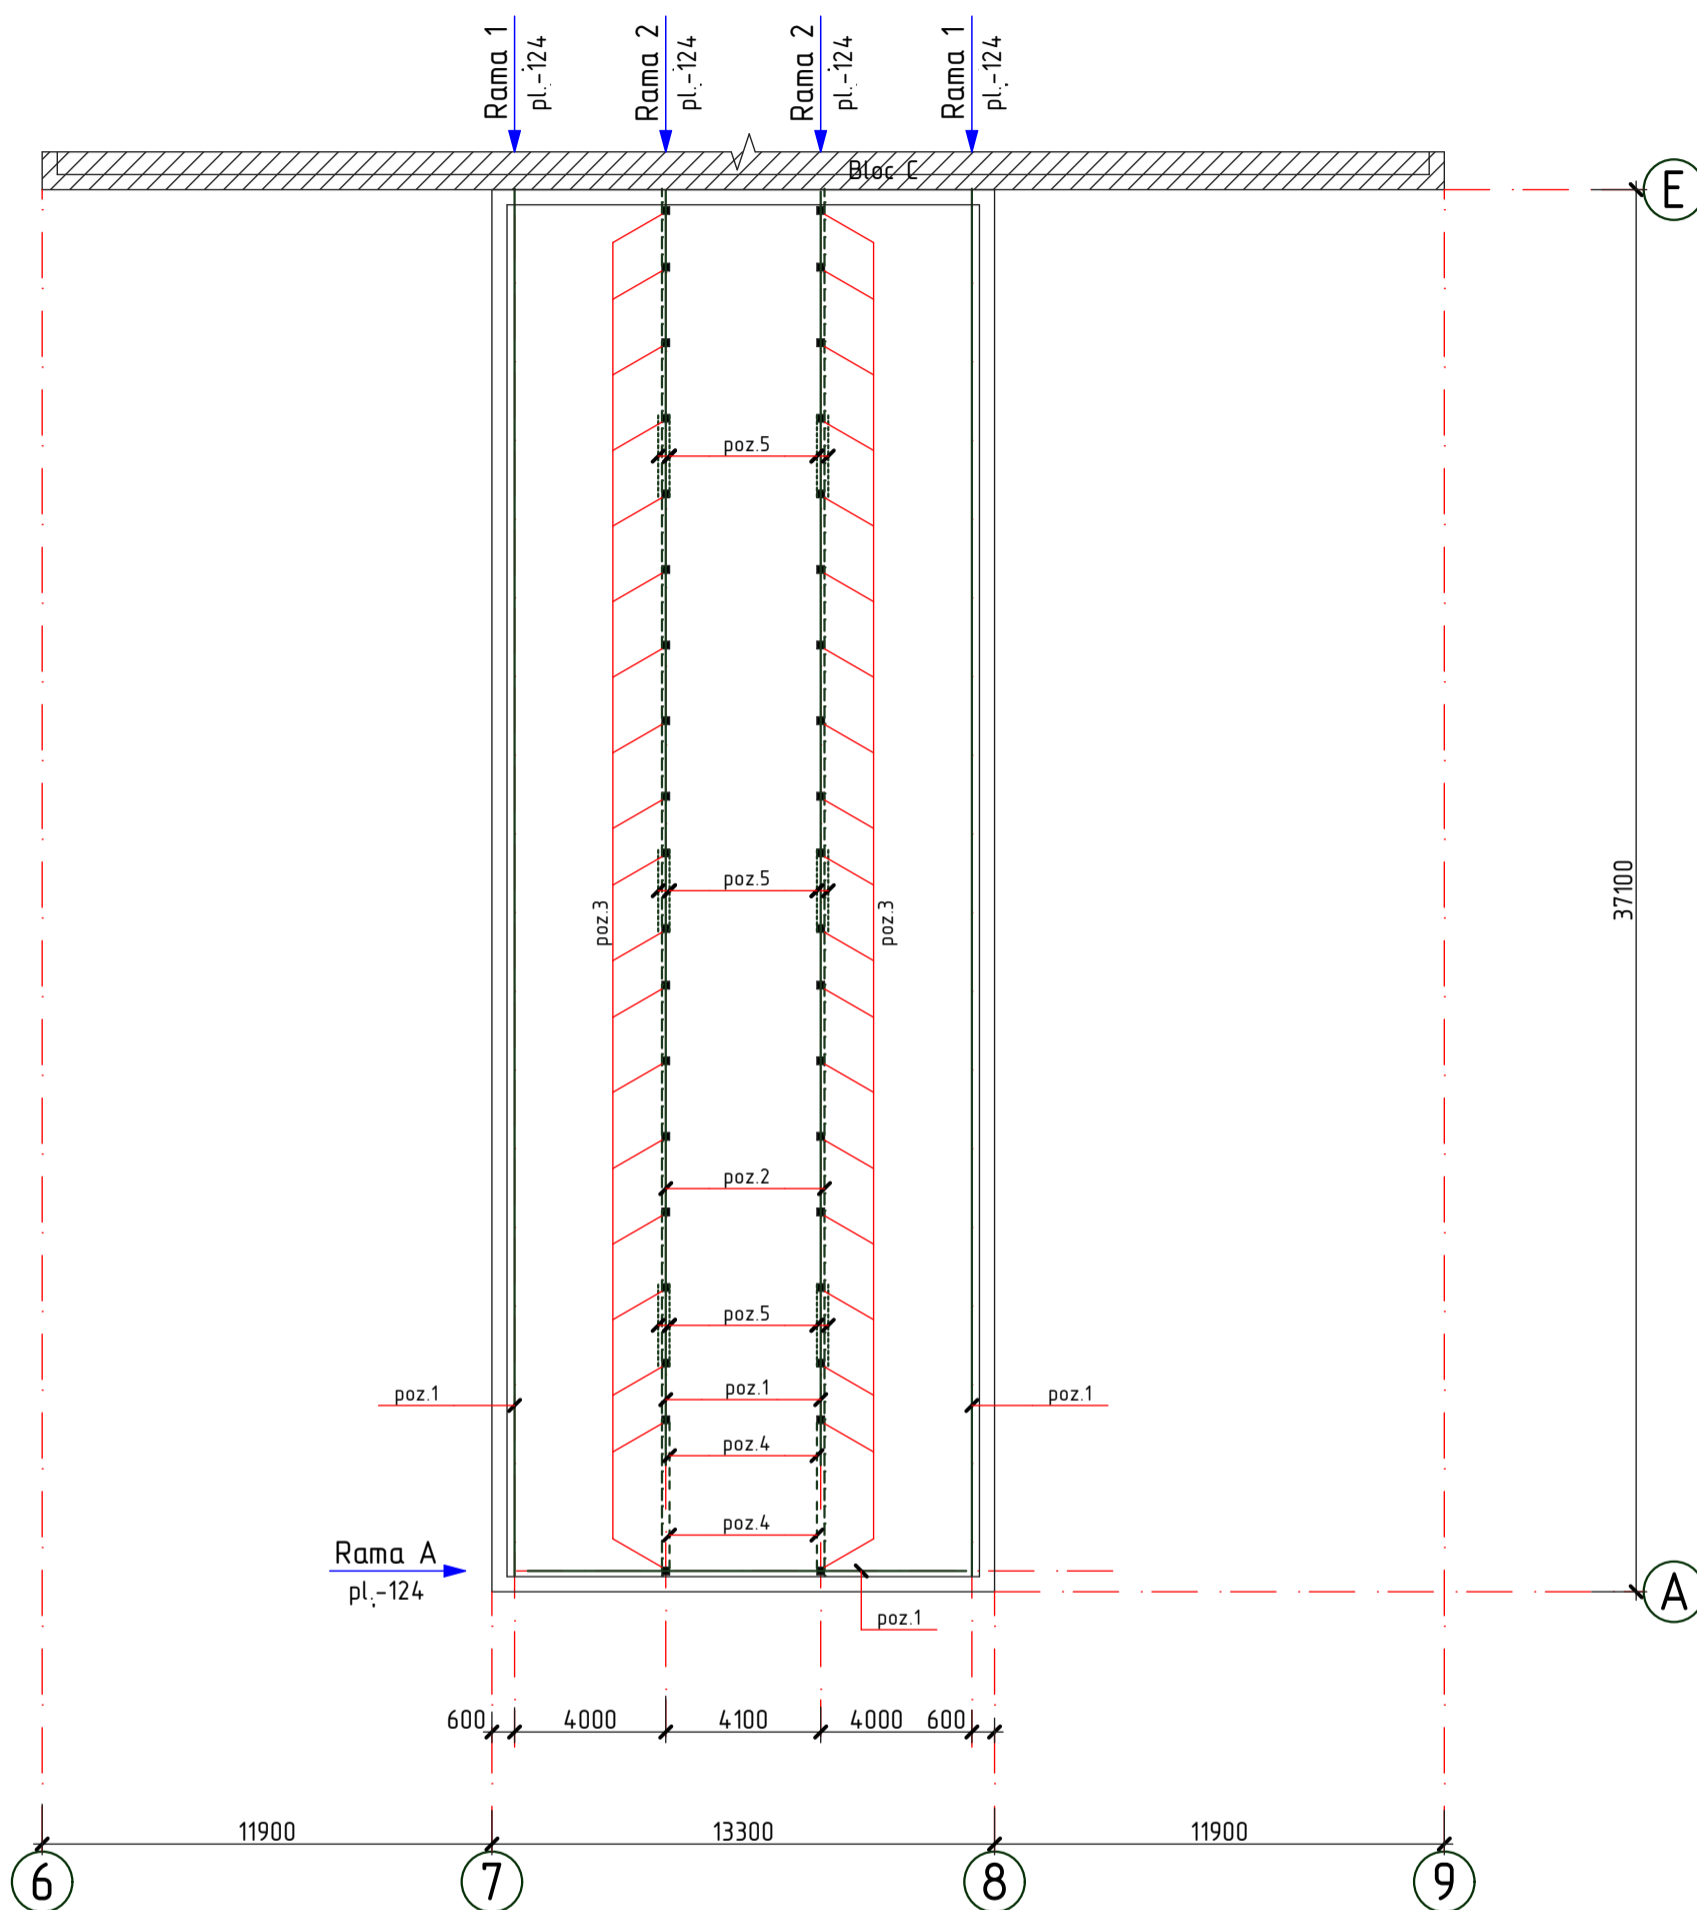 Rama 1
pl.-124
Rama 2
pl.-124
Rama 2
pl.-124
Rama 1
pl.-124
Bloc C
E
poz.5
poz.5
poz.3
poz.3
37100
poz.2
poz.5
poz.1
poz.1
poz.1
poz.4
poz.4
Rama A
pl.-124
A
poz.1
600
4000
4100
4000
600
11900
13300
11900
6
7
8
9